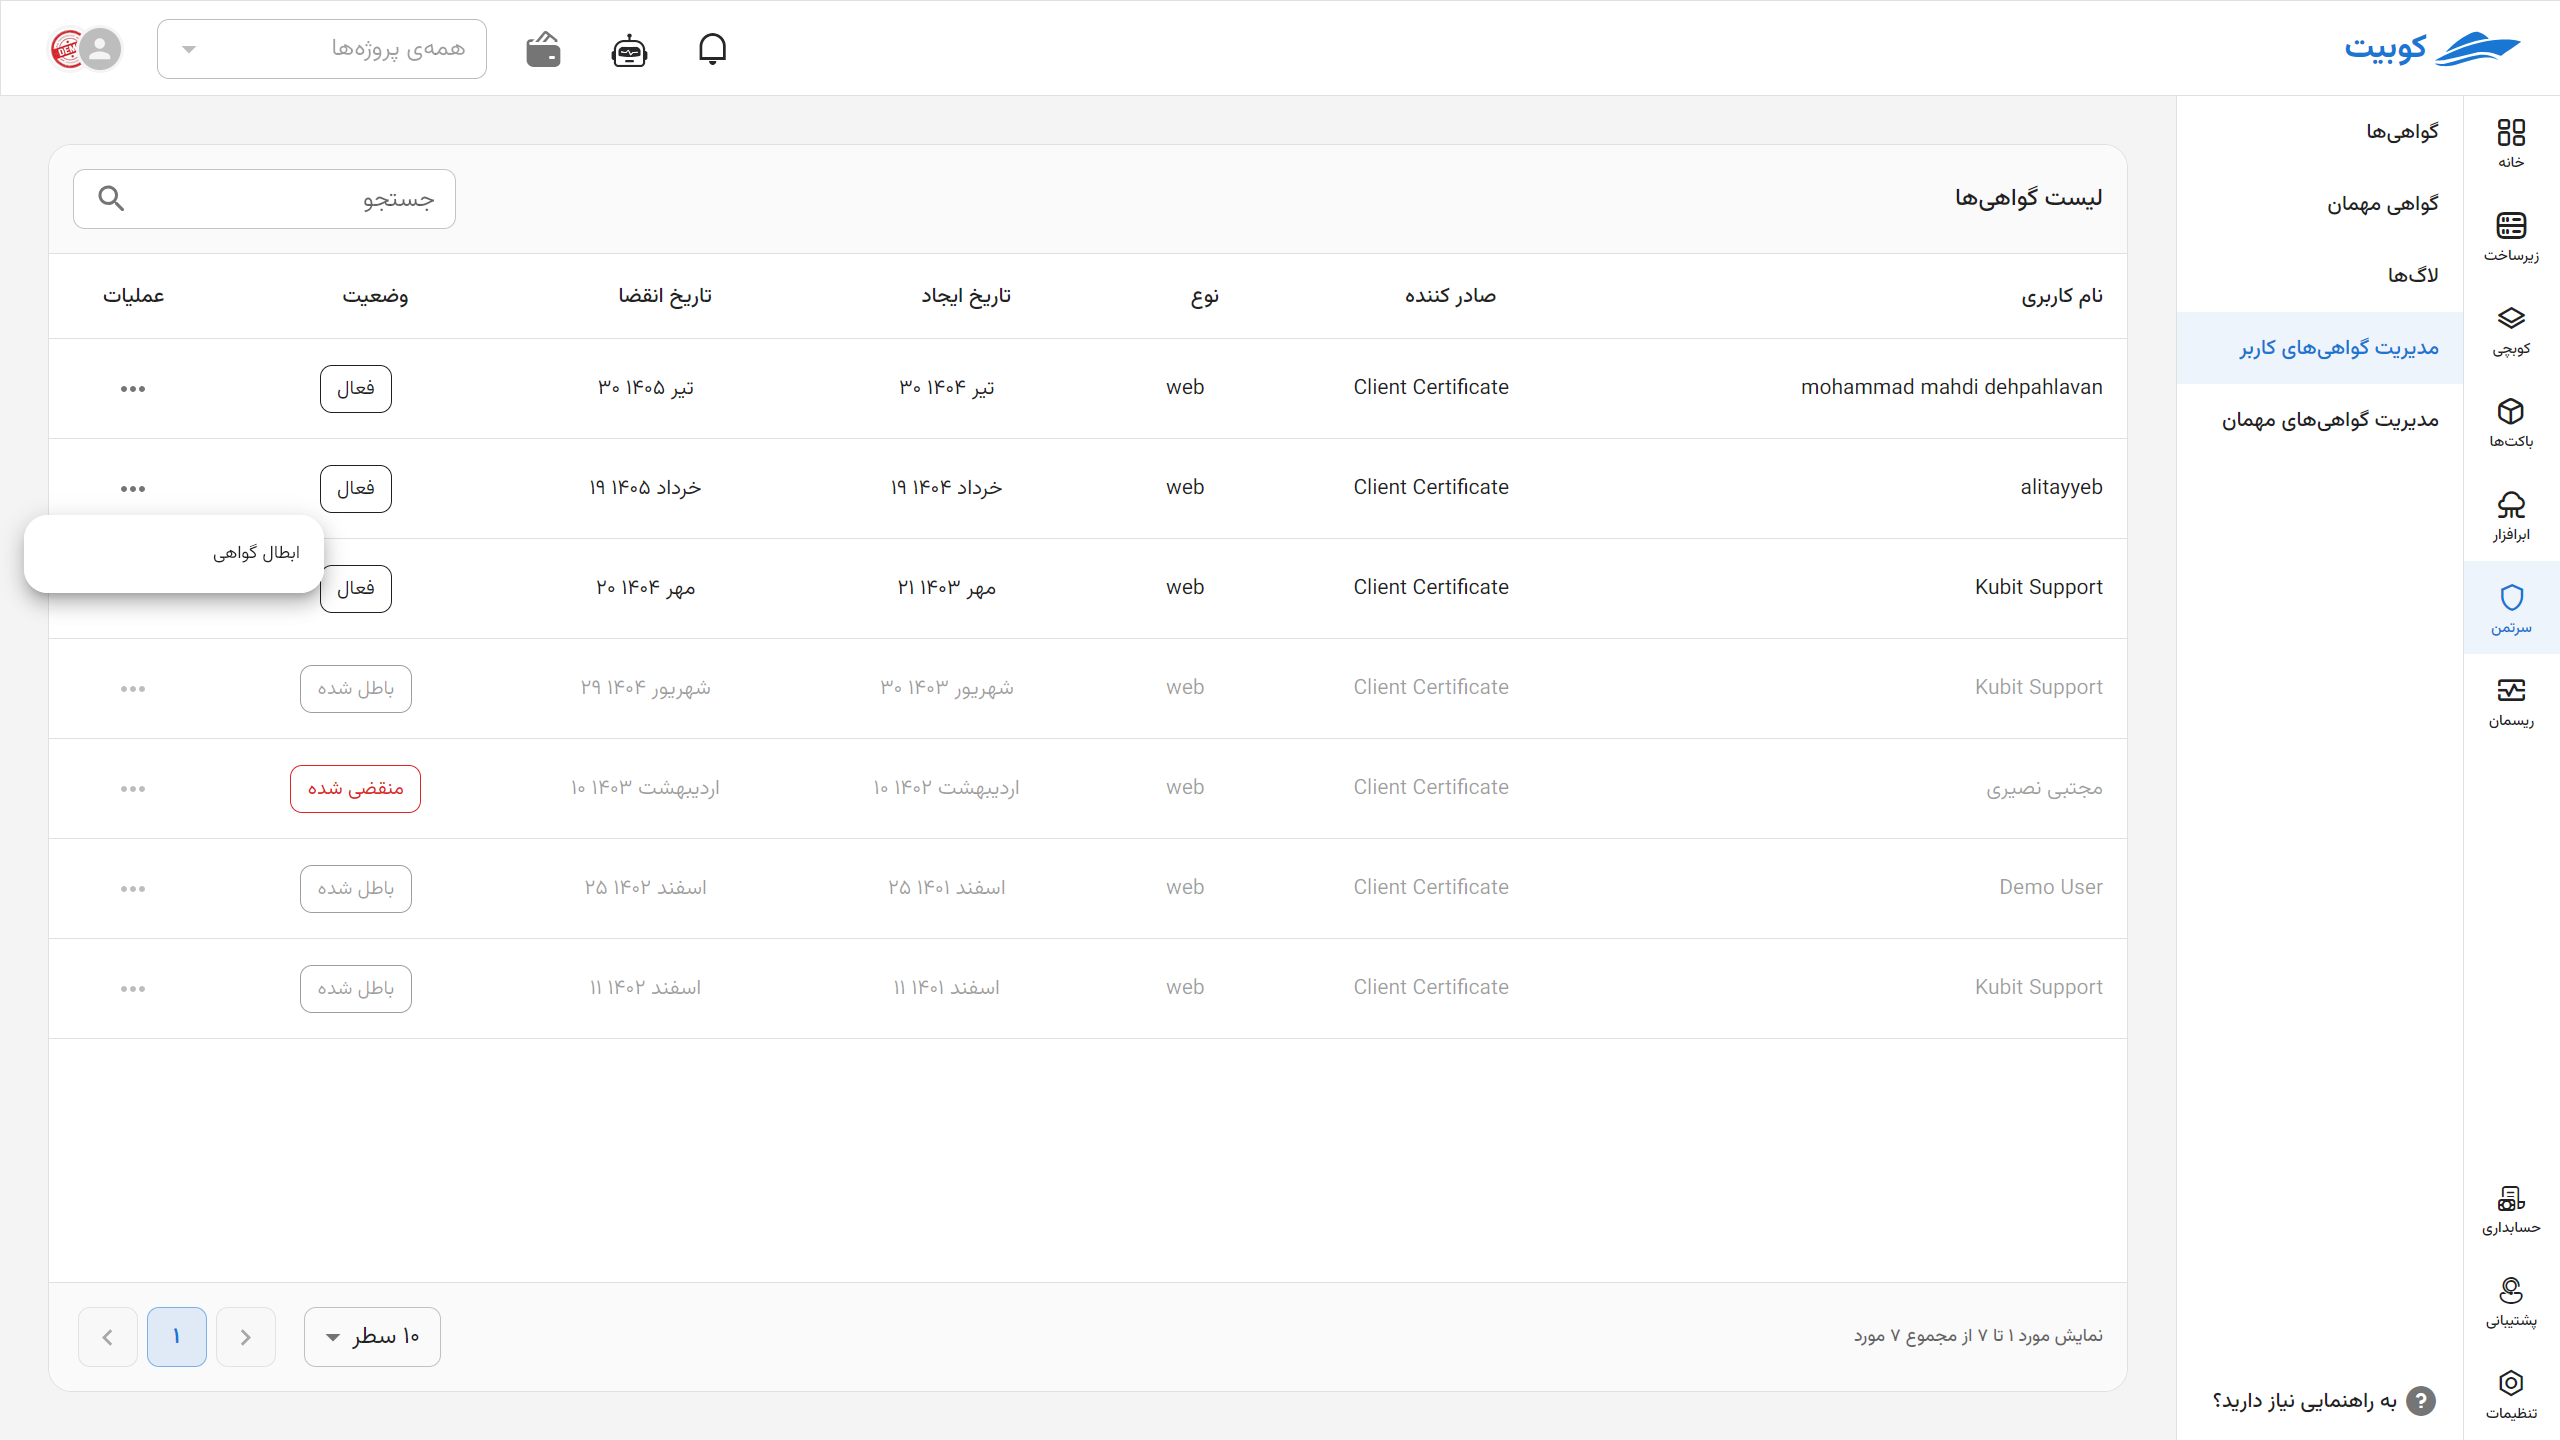 کوبیت
همه‌ی پروژه‌ها
DEM
خانه
زیرساخت
کوبچی
باکت‌ها
ابرافزار
سرتمن
ریسمان
حسابداری
پشتیبانی
تنظیمات
گواهی‌ها
گواهی مهمان
لاگ‌ها
مدیریت گواهی‌های کاربر
مدیریت گواهی‌های مهمان
به راهنمایی نیاز دارید؟
لیست گواهی‌ها
جستجو
نام کاربری صادر کننده نوع تاریخ ایجاد تاریخ انقضا وضعیت عملیات
mohammad mahdi dehpahlavan Client Certificate web ۳۰ تیر ۱۴۰۴ ۳۰ تیر ۱۴۰۵ فعال
alitayyeb Client Certificate web ۱۹ خرداد ۱۴۰۴ ۱۹ خرداد ۱۴۰۵ فعال
ابطال گواهی
Kubit Support Client Certificate web ۲۱ مهر ۱۴۰۳ ۲۰ مهر ۱۴۰۴ فعال
Kubit Support Client Certificate web ۳۰ شهریور ۱۴۰۳ ۲۹ شهریور ۱۴۰۴ باطل شده
مجتبی نصیری Client Certificate web ۱۰ اردیبهشت ۱۴۰۲ ۱۰ اردیبهشت ۱۴۰۳ منقضی شده
Demo User Client Certificate web ۲۵ اسفند ۱۴۰۱ ۲۵ اسفند ۱۴۰۲ باطل شده
Kubit Support Client Certificate web ۱۱ اسفند ۱۴۰۱ ۱۱ اسفند ۱۴۰۲ باطل شده
نمایش مورد ۱ تا ۷ از مجموع ۷ مورد
۱۰ سطر
۱